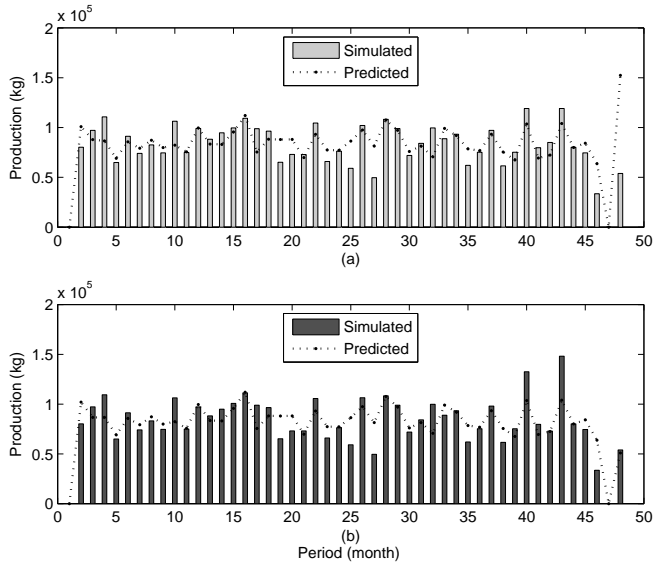 x 10^5
2
1.5
1
0.5
0
Production (kg)
Simulated
Predicted
0 5 10 15 20 25 30 35 40 45 50
(a)
x 10^5
2
1.5
1
0.5
0
Production (kg)
Simulated
Predicted
0 5 10 15 20 25 30 35 40 45 50
(b)
Period (month)